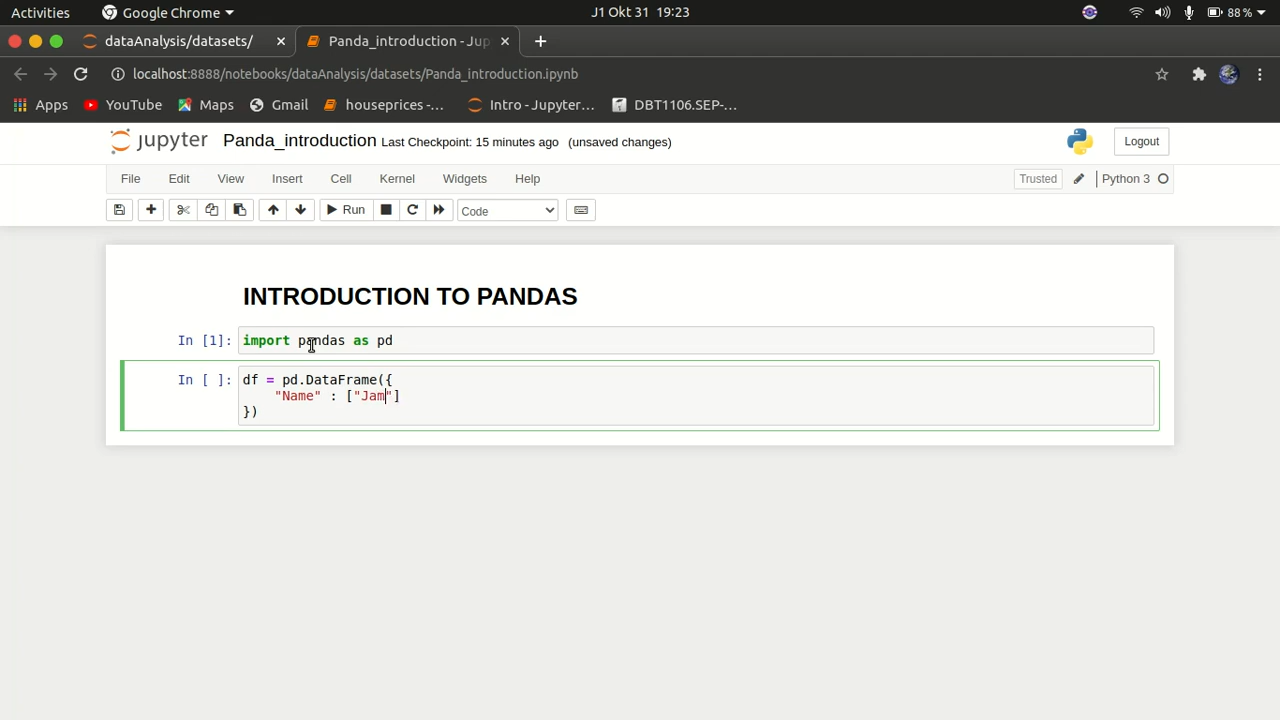 Activities Google Chrome J1 Okt 31 19:23 88%
dataAnalysis/datasets/ Panda_introduction - Jup
localhost:8888/notebooks/dataAnalysis/datasets/Panda_introduction.ipynb
Apps YouTube Maps Gmail houseprices -... Intro - Jupyter... DBT1106.SEP-...
jupyter Panda_introduction Last Checkpoint: 15 minutes ago (unsaved changes) Logout
File Edit View Insert Cell Kernel Widgets Help Trusted Python 3
Run Code
INTRODUCTION TO PANDAS
In [1]: import pandas as pd
In [ ]: df = pd.DataFrame({
"Name" : ["Jam"]
})